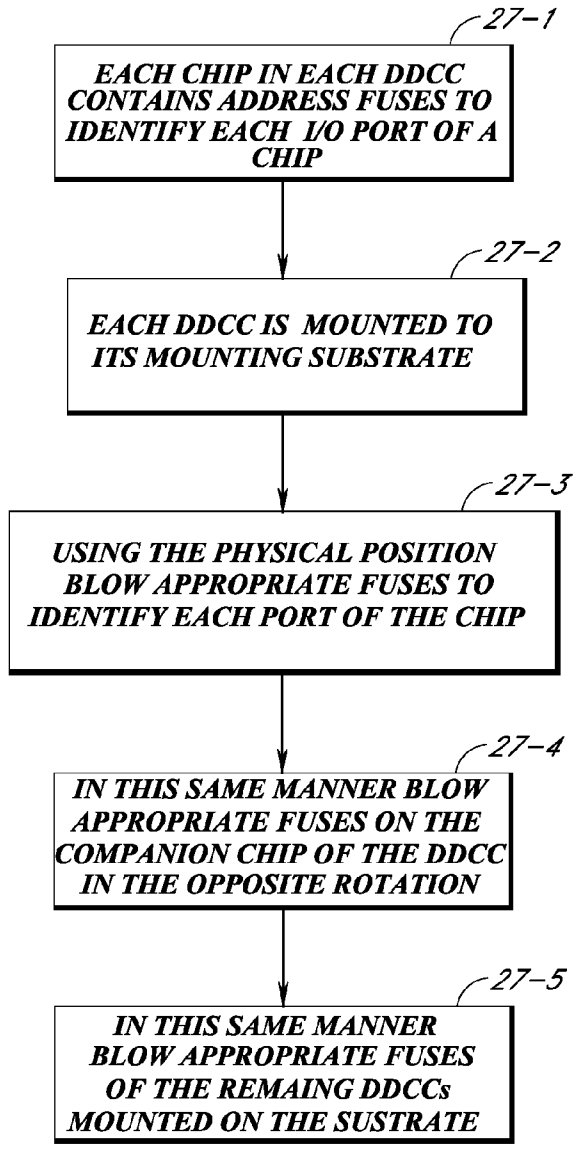 27-1
EACH CHIP IN EACH DDCC
CONTAINS ADDRESS FUSES TO
IDENTIFY EACH I/O PORT OF A
CHIP
27-2
EACH DDCC IS MOUNTED TO
ITS MOUNTING SUBSTRATE
27-3
USING THE PHYSICAL POSITION
BLOW APPROPRIATE FUSES TO
IDENTIFY EACH PORT OF THE CHIP
27-4
IN THIS SAME MANNER BLOW
APPROPRIATE FUSES ON THE
COMPANION CHIP OF THE DDCC
IN THE OPPOSITE ROTATION
27-5
IN THIS SAME MANNER
BLOW APPROPRIATE FUSES
OF THE REMAING DDCCs
MOUNTED ON THE SUSTRATE